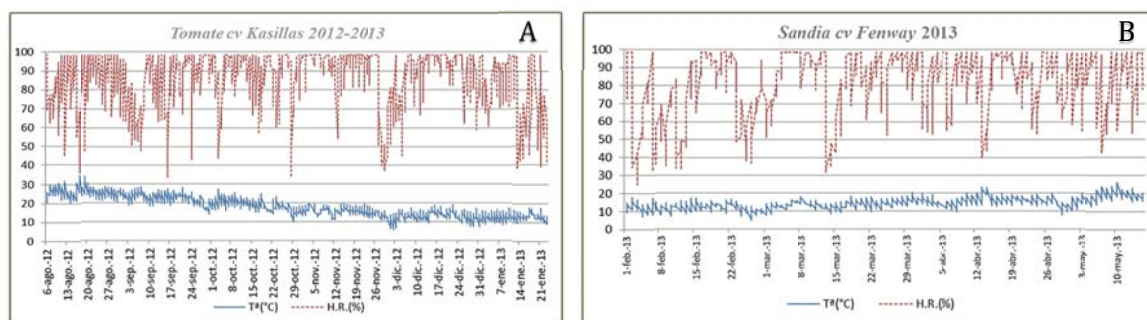 Tomate cv Kasillas 2012-2013
A
100
90
80
70
60
50
40
30
20
10
0
6-ago.-12
13-ago.-12
20-ago.-12
27-ago.-12
3-sep.-12
10-sep.-12
17-sep.-12
24-sep.-12
1-oct.-12
8-oct.-12
15-oct.-12
22-oct.-12
29-oct.-12
5-nov.-12
12-nov.-12
19-nov.-12
26-nov.-12
3-dic.-12
10-dic.-12
17-dic.-12
24-dic.-12
31-dic.-12
7-ene.-13
14-ene.-13
21-ene.-13
Tª(°C)
H.R.(%)
Sandia cv Fenway 2013
B
100
90
80
70
60
50
40
30
20
10
0
1-feb.-13
8-feb.-13
15-feb.-13
22-feb.-13
1-mar.-13
8-mar.-13
15-mar.-13
22-mar.-13
29-mar.-13
5-abr.-13
12-abr.-13
19-abr.-13
26-abr.-13
3-may.-13
10-may.-13
Tª(°C)
H.R.(%)